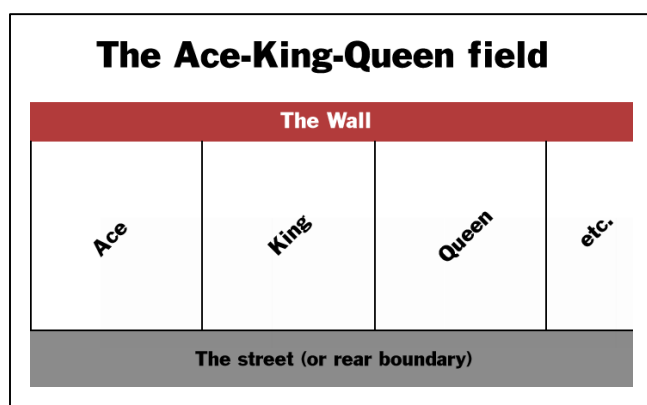 The Ace-King-Queen field
The Wall
Ace
King
Queen
etc.
The street (or rear boundary)